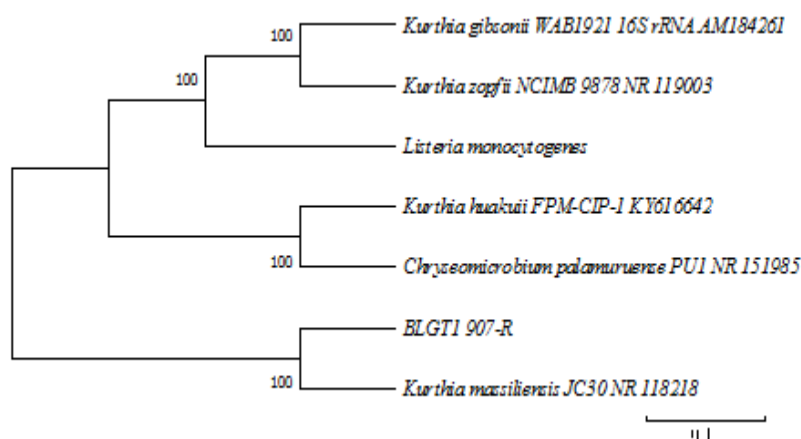 100
Kurthia gibsonii WAB1921 16S rRNA AM184261
100
Kurthia zopfii NCIMB 9878 NR 119003
Listeria monocytogenes
Kurthia huakuii FPM-CIP-1 KY616642
100
Chryseomicrobium palamuruense PU1 NR 151985
BLGT1 907-R
100
Kurthia massiliensis JC30 NR 118218